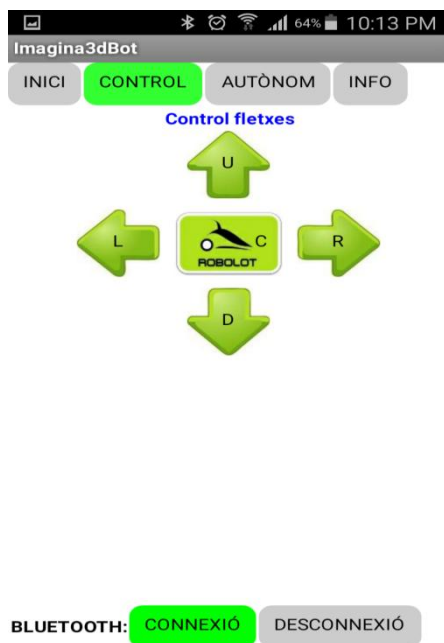 64% 10:13 PM
Imagina3dBot
INICI CONTROL AUTÒNOM INFO
Control fletxes
U
L C R
ROBOLOT
D
BLUETOOTH: CONNEXIÓ DESCONNEXIÓ